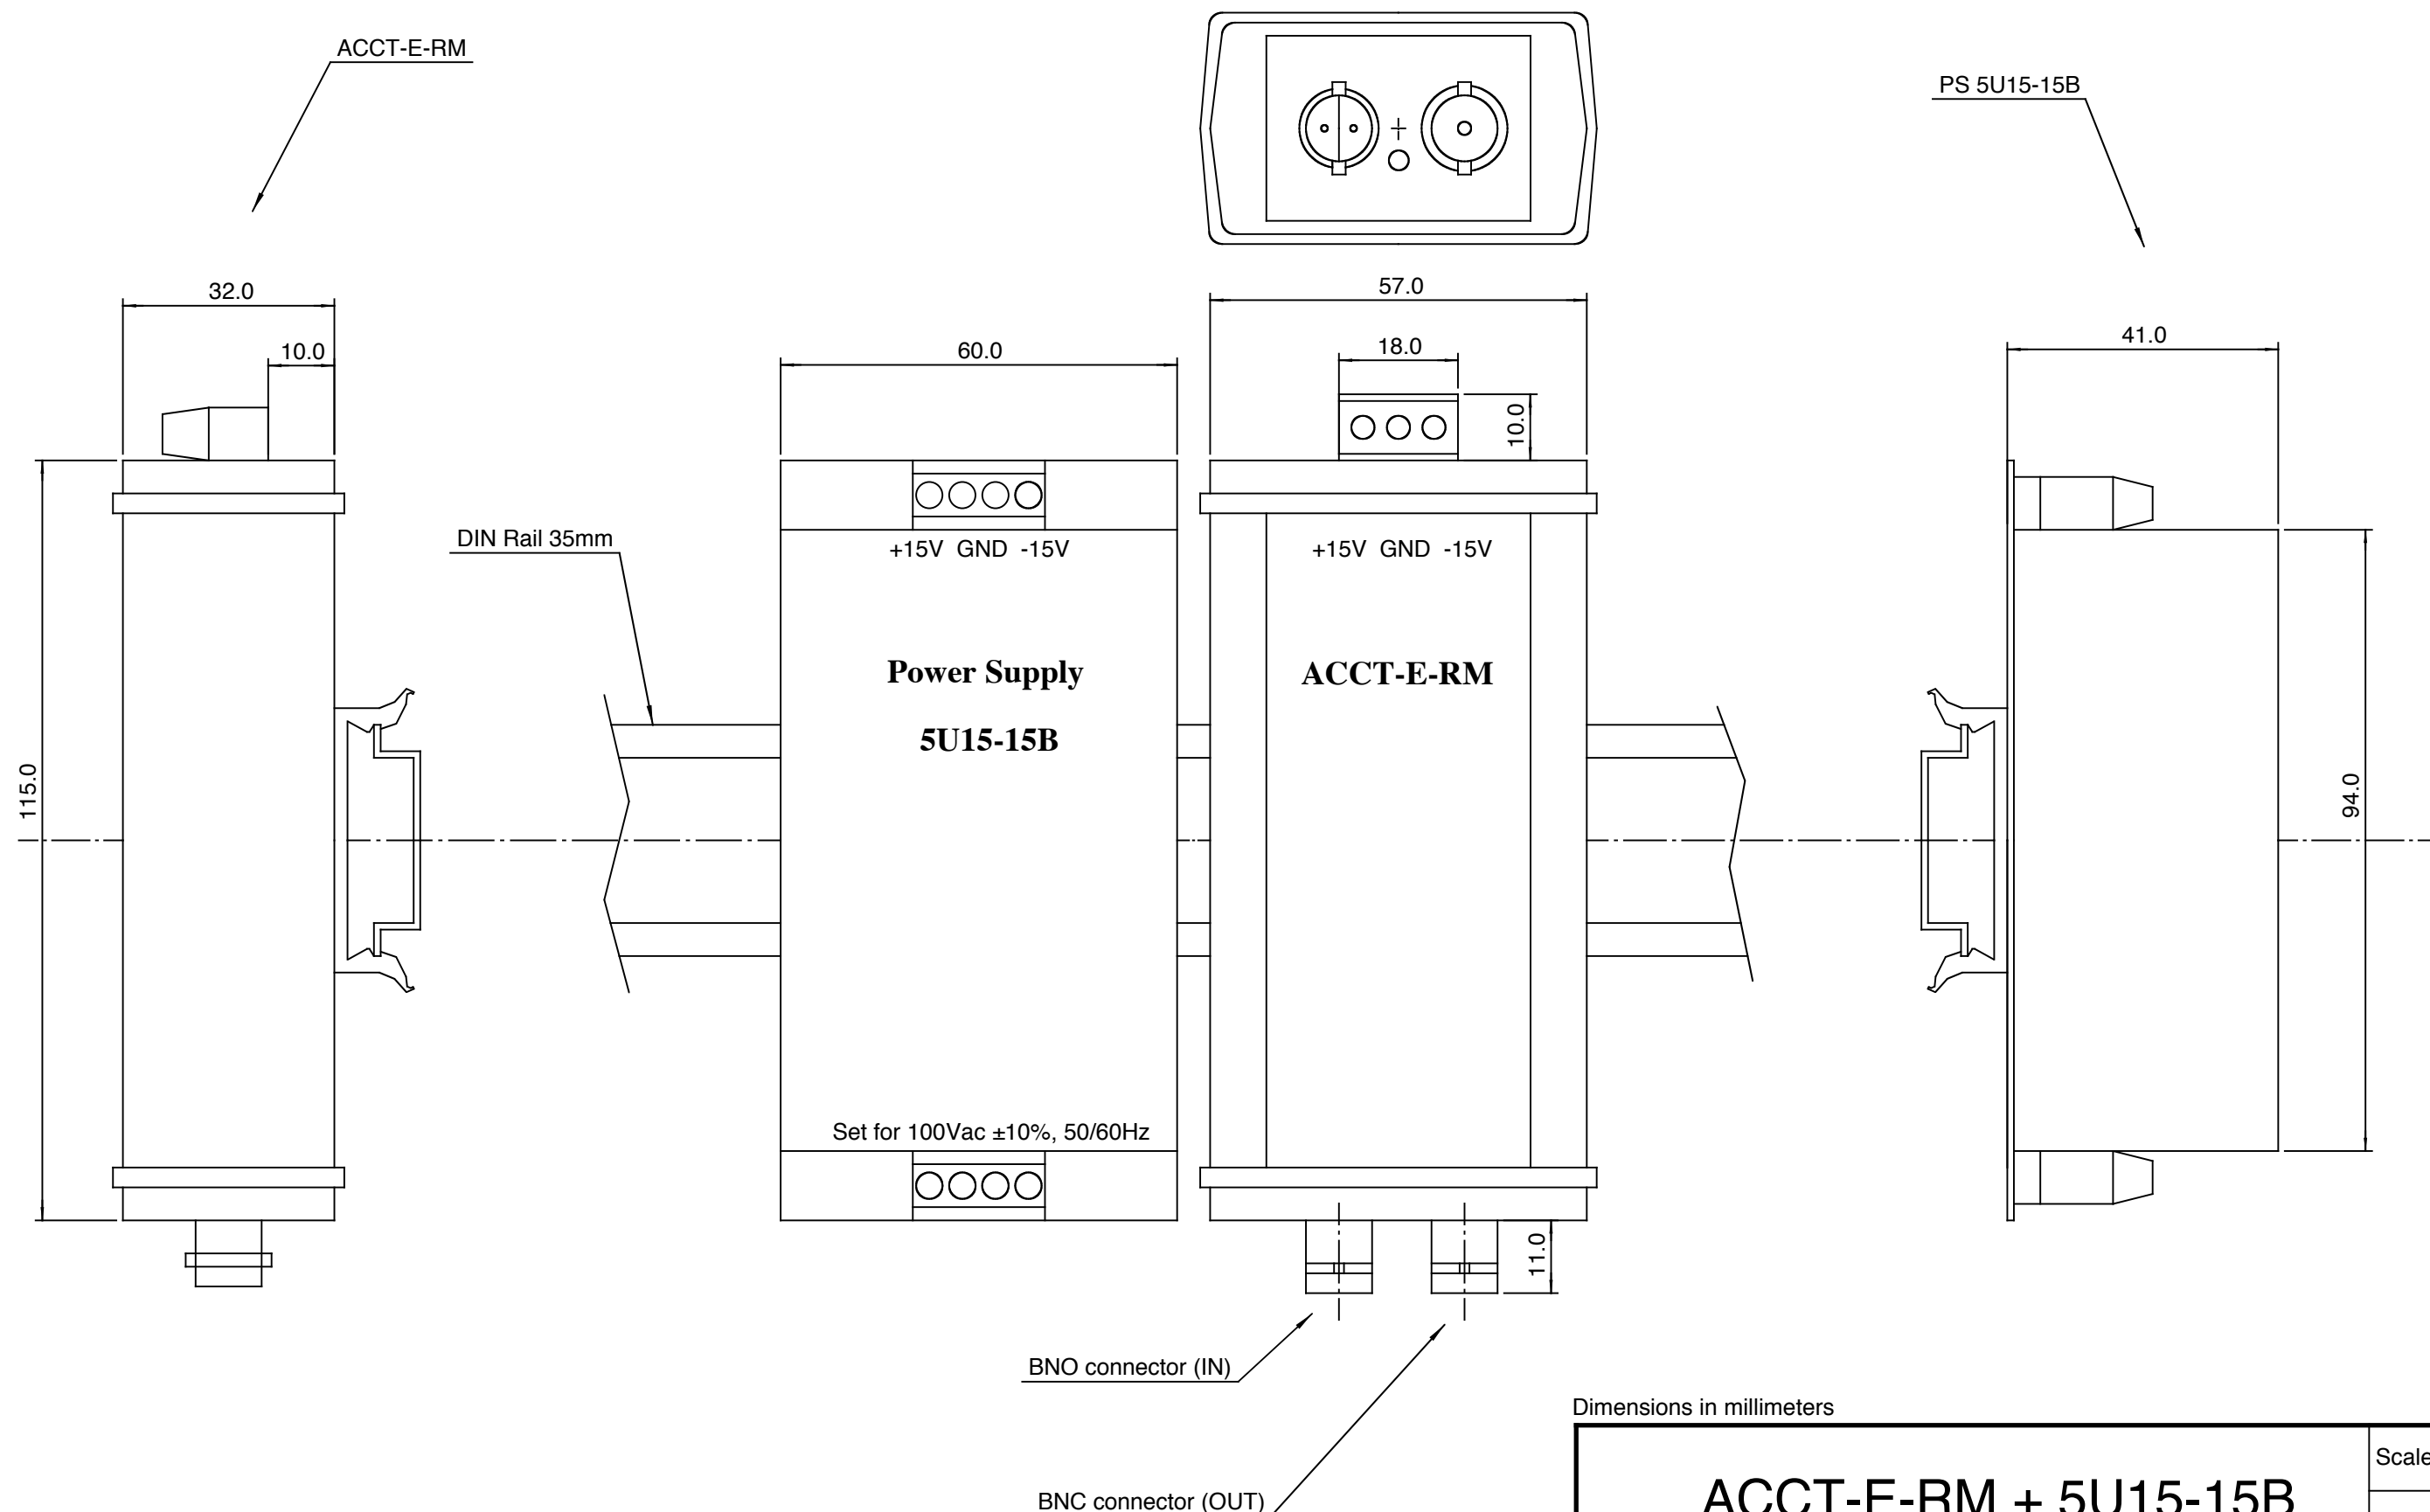 ACCT-E-RM
PS 5U15-15B
32.0
57.0
10.0
60.0
18.0
41.0
10.0
DIN Rail 35mm
+15V GND -15V
+15V GND -15V
Power Supply
5U15-15B
ACCT-E-RM
115.0
94.0
Set for 100Vac ±10%, 50/60Hz
11.0
BNO connector (IN)
BNC connector (OUT)
Dimensions in millimeters
ACCT-E-RM + 5U15-15B
Scale